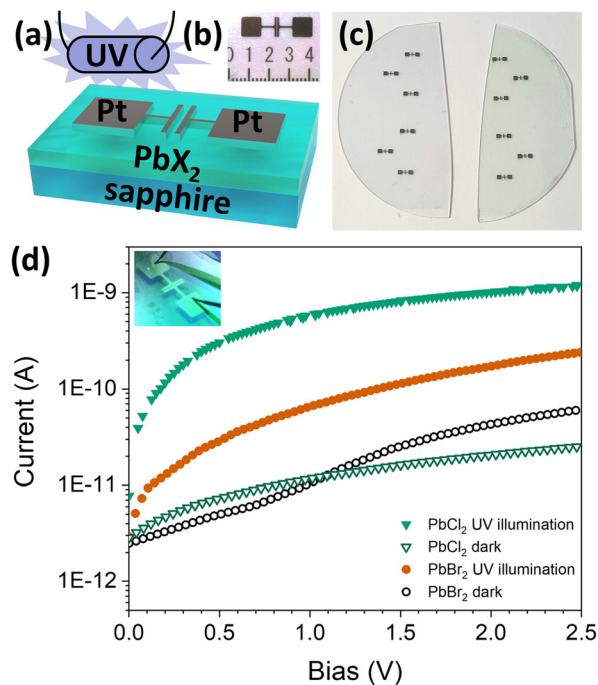 (a)
UV
(b)
0 1 2 3 4
(c)
Pt
Pt
PbX₂
sapphire
(d)
1E-9
1E-10
1E-11
1E-12
Current (A)
PbCl₂ UV illumination
PbCl₂ dark
PbBr₂ UV illumination
PbBr₂ dark
0.0 0.5 1.0 1.5 2.0 2.5
Bias (V)